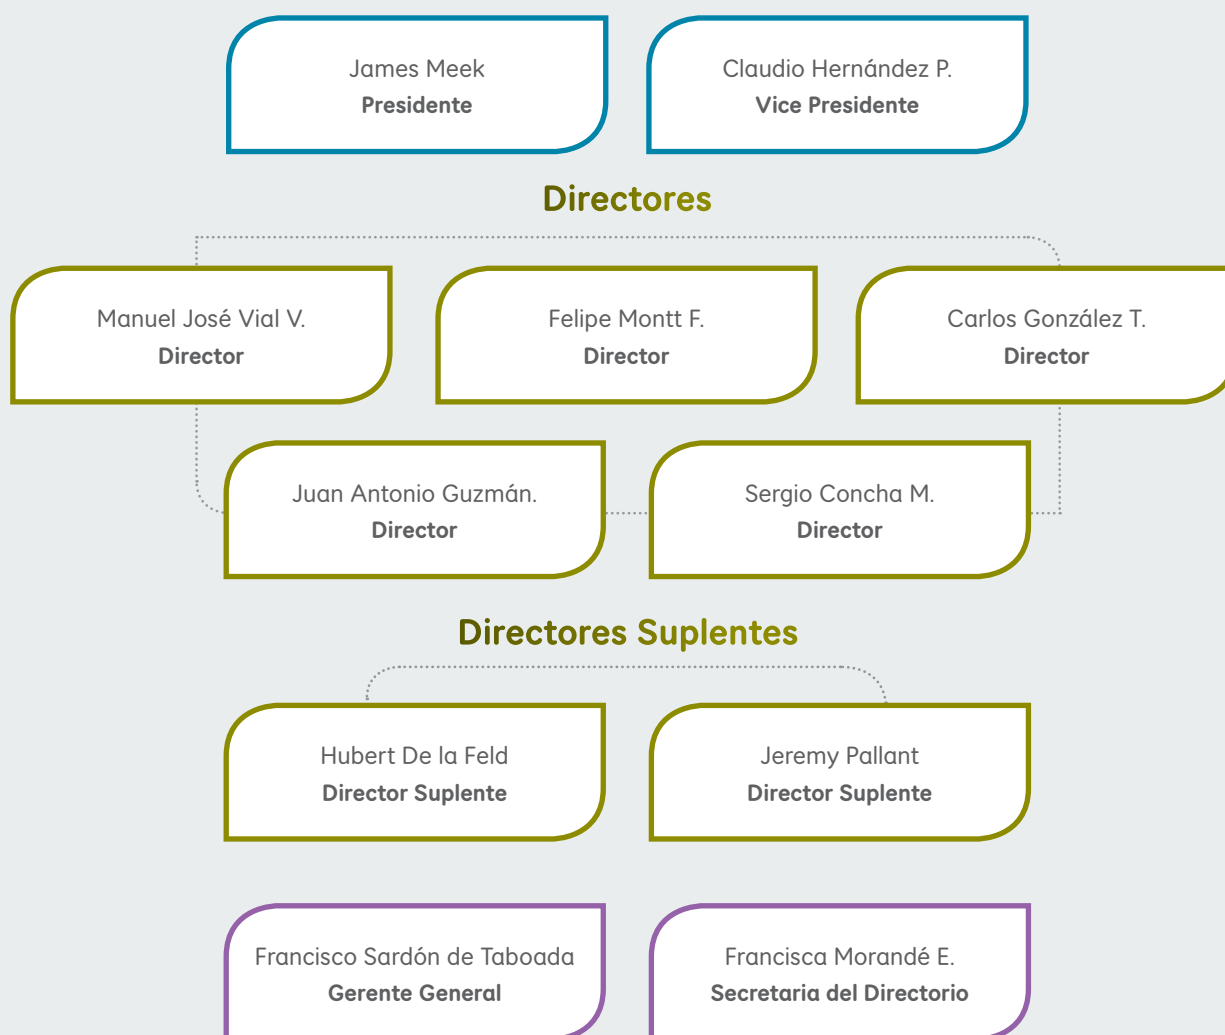 James Meek
Presidente
Claudio Hernández P.
Vice Presidente
Directores
Manuel José Vial V.
Director
Felipe Montt F.
Director
Carlos González T.
Director
Juan Antonio Guzmán.
Director
Sergio Concha M.
Director
Directores Suplentes
Hubert De la Feld
Director Suplente
Jeremy Pallant
Director Suplente
Francisco Sardón de Taboada
Gerente General
Francisca Morandé E.
Secretaria del Directorio